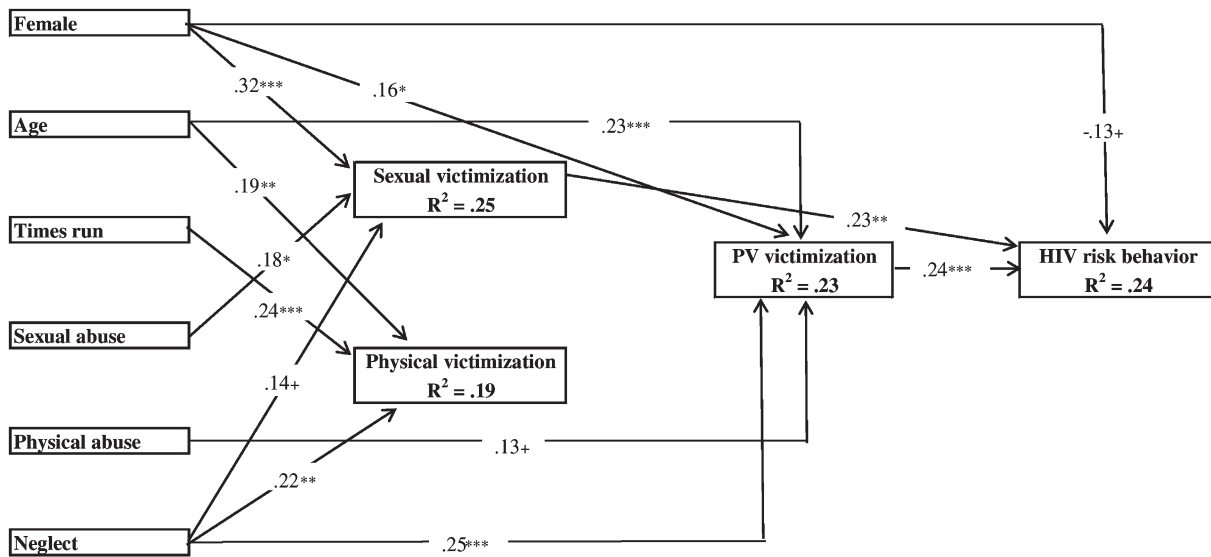 Female
.32***
.16*
Age
.23***
-.13+
.19**
Sexual victimization
R² = .25
Times run
.23**
.18*
PV victimization
R² = .23
.24***
HIV risk behavior
R² = .24
.24***
Sexual abuse
Physical victimization
R² = .19
.14+
Physical abuse
.13+
.22**
Neglect
.25***